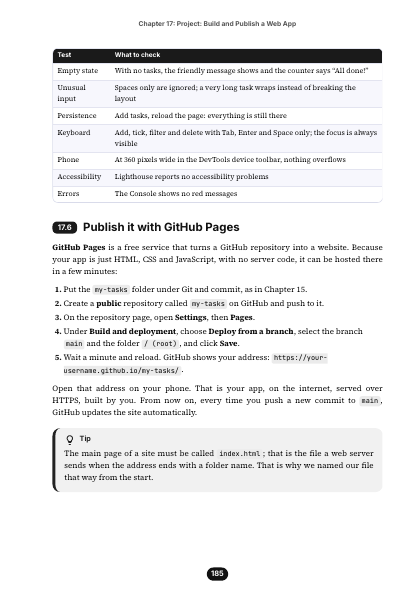 Chapter 17: Project: Build and Publish a Web App
Test What to check
Empty state With no tasks, the friendly message shows and the counter says “All done!”
Unusual Spaces only are ignored; a very long task wraps instead of breaking the
input layout
Persistence Add tasks, reload the page: everything is still there
Keyboard Add, tick, filter and delete with Tab, Enter and Space only; the focus is always
visible
Phone At 360 pixels wide in the DevTools device toolbar, nothing overflows
Accessibility Lighthouse reports no accessibility problems
Errors The Console shows no red messages
17.6 Publish it with GitHub Pages
GitHub Pages is a free service that turns a GitHub repository into a website. Because
your app is just HTML, CSS and JavaScript, with no server code, it can be hosted there
in a few minutes:
1. Put the my-tasks folder under Git and commit, as in Chapter 15.
2. Create a public repository called my-tasks on GitHub and push to it.
3. On the repository page, open Settings, then Pages.
4. Under Build and deployment, choose Deploy from a branch, select the branch
main and the folder / (root), and click Save.
5. Wait a minute and reload. GitHub shows your address: https://your-
username.github.io/my-tasks/.
Open that address on your phone. That is your app, on the internet, served over
HTTPS, built by you. From now on, every time you push a new commit to main,
GitHub updates the site automatically.
Tip
The main page of a site must be called index.html; that is the file a web server
sends when the address ends with a folder name. That is why we named our file
that way from the start.
185